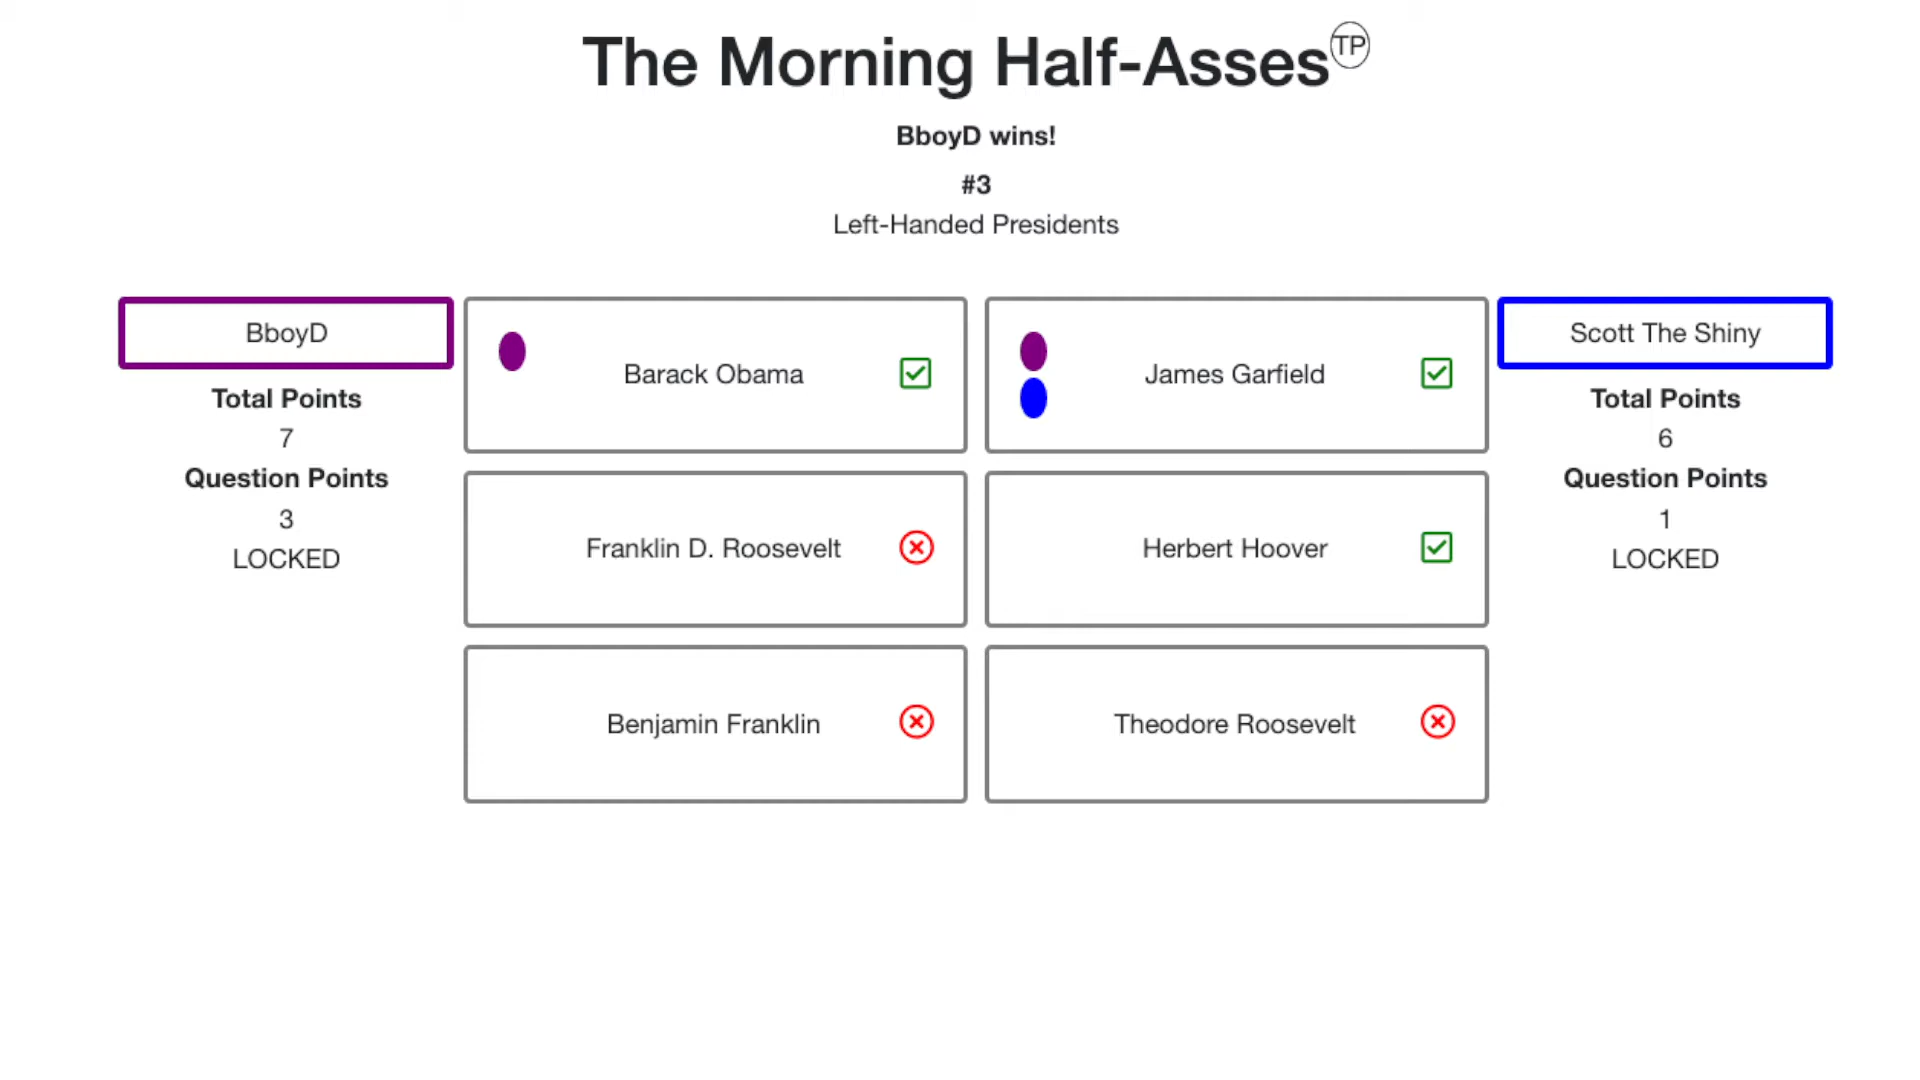 The Morning Half-Asses TP
BboyD wins!
#3
Left-Handed Presidents
BboyD
Total Points
7
Question Points
3
LOCKED
Barack Obama
James Garfield
Franklin D. Roosevelt
Herbert Hoover
Benjamin Franklin
Theodore Roosevelt
Scott The Shiny
Total Points
6
Question Points
1
LOCKED